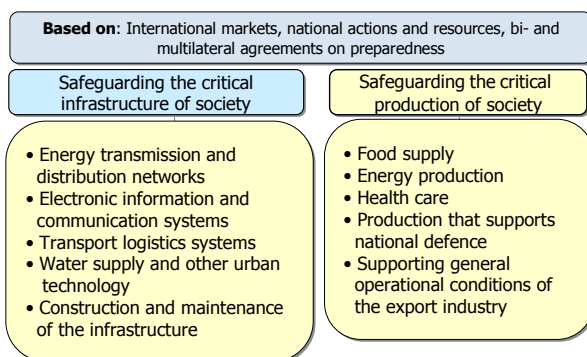 Based on: International markets, national actions and resources, bi- and
multilateral agreements on preparedness
Safeguarding the critical
infrastructure of society
• Energy transmission and
distribution networks
• Electronic information and
communication systems
• Transport logistics systems
• Water supply and other urban
technology
• Construction and maintenance
of the infrastructure
Safeguarding the critical
production of society
• Food supply
• Energy production
• Health care
• Production that supports
national defence
• Supporting general
operational conditions of
the export industry